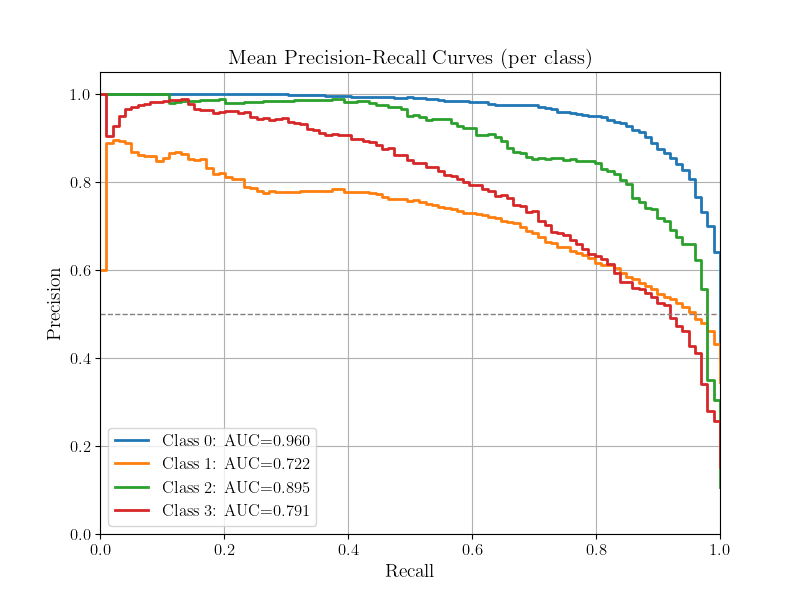 Mean Precision-Recall Curves (per class)
Precision
1.0
0.8
0.6
0.4
0.2
0.0
Class 0: AUC=0.960
Class 1: AUC=0.722
Class 2: AUC=0.895
Class 3: AUC=0.791
0.0 0.2 0.4 0.6 0.8 1.0
Recall